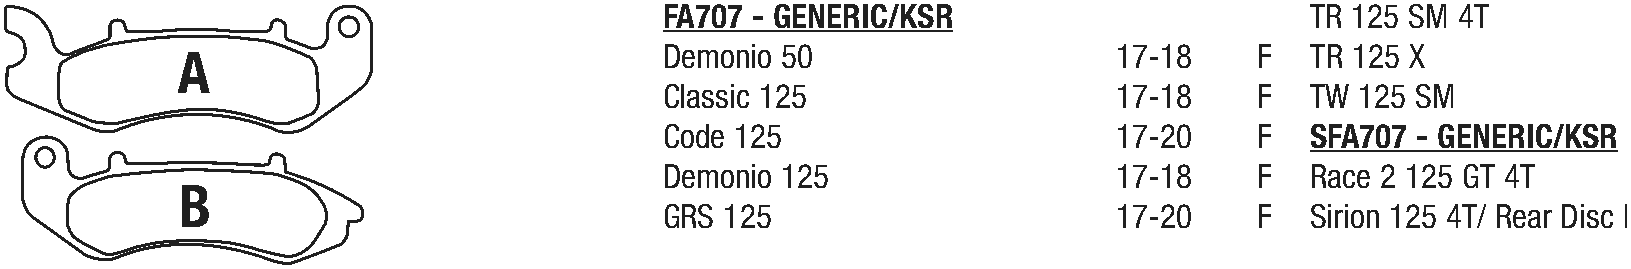 A
B
FA707 - GENERIC/KSR
Demonio 50 17-18 F
Classic 125 17-18 F
Code 125 17-20 F
Demonio 125 17-18 F
GRS 125 17-20 F
TR 125 SM 4T
TR 125 X
TW 125 SM
SFA707 - GENERIC/KSR
Race 2 125 GT 4T
Sirion 125 4T/ Rear Disc